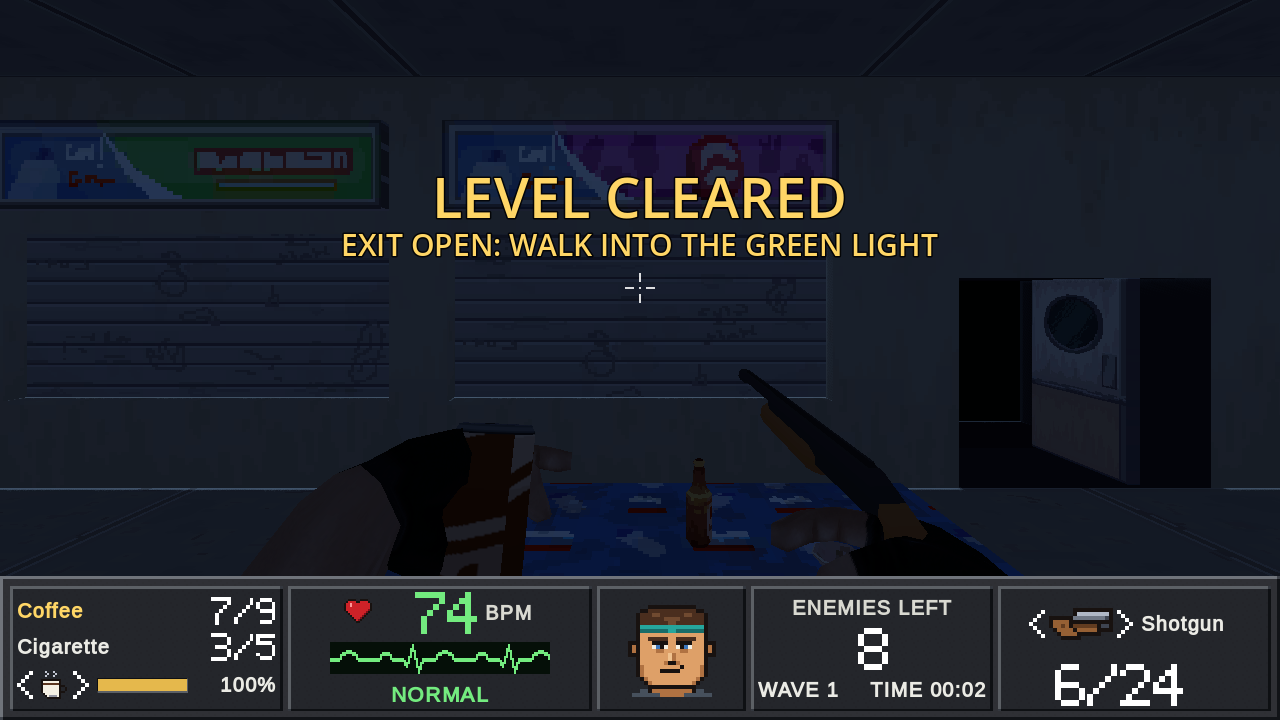 LEVEL CLEARED
EXIT OPEN: WALK INTO THE GREEN LIGHT
Coffee 7/9
Cigarette 3/5
100%
74 BPM
NORMAL
ENEMIES LEFT
8
WAVE 1 TIME 00:02
Shotgun
6/24